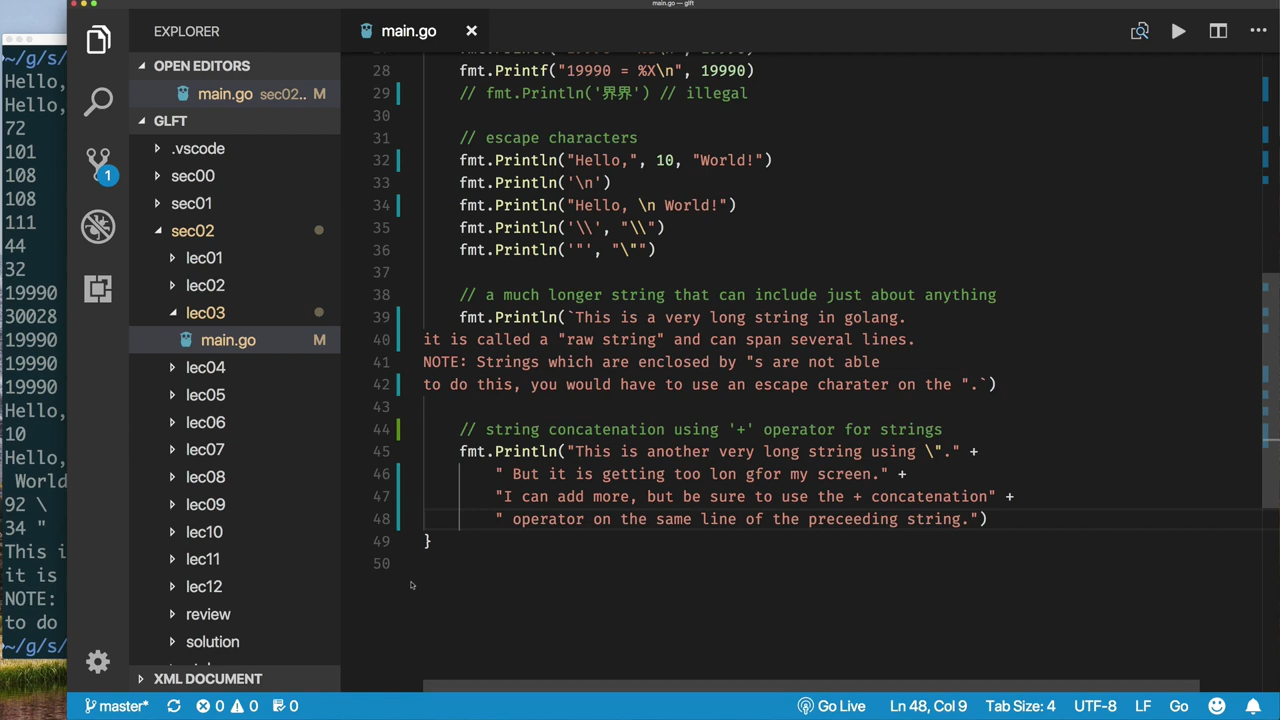 main.go — glft
EXPLORER
OPEN EDITORS
main.go sec02.. M
GLFT
.vscode
sec00
sec01
sec02
lec01
lec02
lec03
main.go M
lec04
lec05
lec06
lec07
lec08
lec09
lec10
lec11
lec12
review
solution
XML DOCUMENT
1
~/g/s/
Hello,
Hello,
72
101
108
108
111
44
32
19990
30028
19990
19990
19990
Hello,
10
Hello,
World
92 \
34 "
This i
it is
NOTE:
to do
~/g/s/
main.go
28 fmt.Printf("19990 = %X\n", 19990)
29 // fmt.Println('界界') // illegal
30
31 // escape characters
32 fmt.Println("Hello,", 10, "World!")
33 fmt.Println('\n')
34 fmt.Println("Hello, \n World!")
35 fmt.Println('\\', "\\")
36 fmt.Println('"', "\"")
37
38 // a much longer string that can include just about anything
39 fmt.Println(`This is a very long string in golang.
40 it is called a "raw string" and can span several lines.
41 NOTE: Strings which are enclosed by "s are not able
42 to do this, you would have to use an escape charater on the ".`)
43
44 // string concatenation using '+' operator for strings
45 fmt.Println("This is another very long string using \"." +
46 " But it is getting too lon gfor my screen." +
47 "I can add more, but be sure to use the + concatenation" +
48 " operator on the same line of the preceeding string.")
49 }
50
master* 0 0 0 Go Live Ln 48, Col 9 Tab Size: 4 UTF-8 LF Go